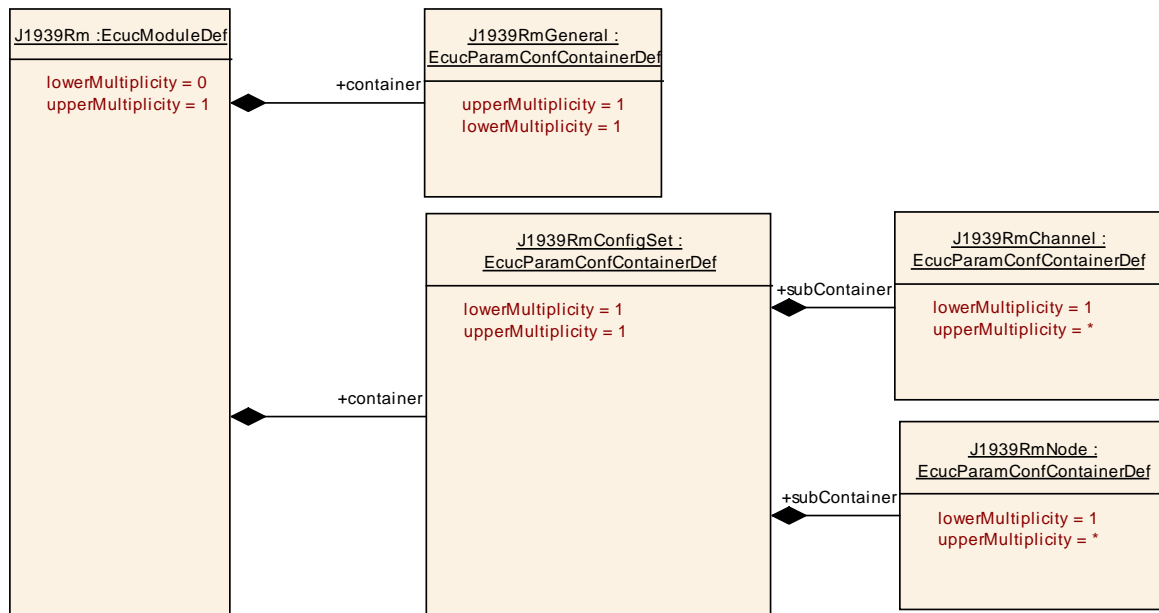 J1939Rm :EcucModuleDef
lowerMultiplicity = 0
upperMultiplicity = 1
+container
J1939RmGeneral :
EcucParamConfContainerDef
upperMultiplicity = 1
lowerMultiplicity = 1
+container
J1939RmConfigSet :
EcucParamConfContainerDef
lowerMultiplicity = 1
upperMultiplicity = 1
+subContainer
J1939RmChannel :
EcucParamConfContainerDef
lowerMultiplicity = 1
upperMultiplicity = *
+subContainer
J1939RmNode :
EcucParamConfContainerDef
lowerMultiplicity = 1
upperMultiplicity = *